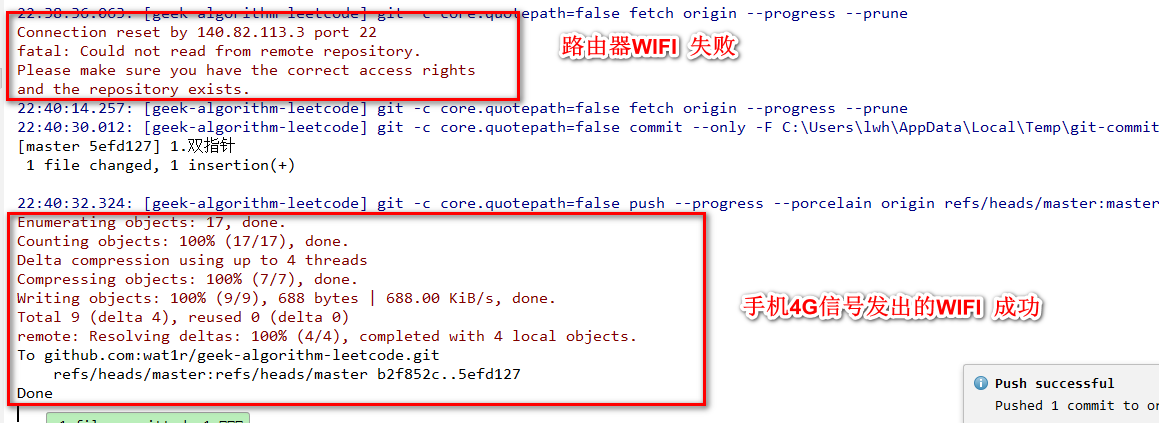 22:38:36.063: [geek-algorithm-leetcode] git -c core.quotepath=false fetch origin --progress --prune
Connection reset by 140.82.113.3 port 22
fatal: Could not read from remote repository.
路由器WIFI 失败
Please make sure you have the correct access rights
and the repository exists.
22:40:14.257: [geek-algorithm-leetcode] git -c core.quotepath=false fetch origin --progress --prune
22:40:30.012: [geek-algorithm-leetcode] git -c core.quotepath=false commit --only -F C:\Users\lwh\AppData\Local\Temp\git-commit
[master 5efd127] 1.双指针
1 file changed, 1 insertion(+)
22:40:32.324: [geek-algorithm-leetcode] git -c core.quotepath=false push --progress --porcelain origin refs/heads/master:master
Enumerating objects: 17, done.
Counting objects: 100% (17/17), done.
Delta compression using up to 4 threads
Compressing objects: 100% (7/7), done.
Writing objects: 100% (9/9), 688 bytes | 688.00 KiB/s, done.
手机4G信号发出的WIFI 成功
Total 9 (delta 4), reused 0 (delta 0)
remote: Resolving deltas: 100% (4/4), completed with 4 local objects.
To github.com:wat1r/geek-algorithm-leetcode.git
refs/heads/master:refs/heads/master b2f852c..5efd127
Done
Push successful
Pushed 1 commit to or